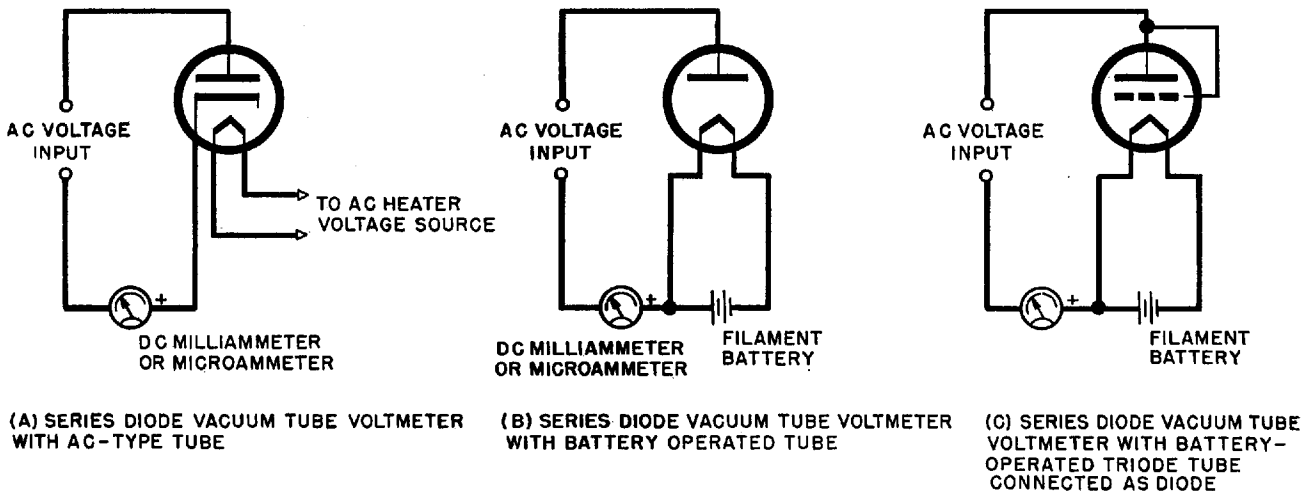 AC VOLTAGE
INPUT
TO AC HEATER
VOLTAGE SOURCE
+
DC MILLIAMMETER
OR MICROAMMETER
(A) SERIES DIODE VACUUM TUBE VOLTMETER
WITH AC-TYPE TUBE
AC VOLTAGE
INPUT
+
DC MILLIAMMETER
OR MICROAMMETER
FILAMENT
BATTERY
(B) SERIES DIODE VACUUM TUBE VOLTMETER
WITH BATTERY OPERATED TUBE
AC VOLTAGE
INPUT
+
FILAMENT
BATTERY
(C) SERIES DIODE VACUUM TUBE
VOLTMETER WITH BATTERY-
OPERATED TRIODE TUBE
CONNECTED AS DIODE